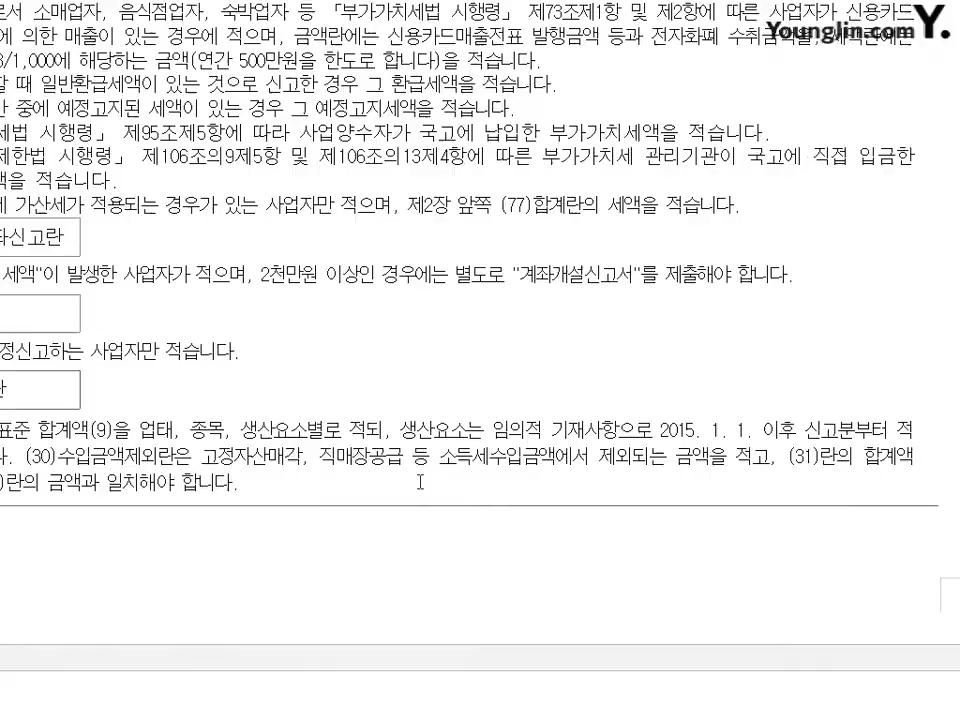 로서 소매업자, 음식점업자, 숙박업자 등 「부가가치세법 시행령」 제73조제1항 및 제2항에 따른 사업자가 신용카드
에 의한 매출이 있는 경우에 적으며, 금액란에는 신용카드매출전표 발행금액 등과 전자화폐 수취금액을, 세액란에는
Younglin.com Y.
3/1,000에 해당하는 금액(연간 500만원을 한도로 합니다)을 적습니다.
할 때 일반환급세액이 있는 것으로 신고한 경우 그 환급세액을 적습니다.
간 중에 예정고지된 세액이 있는 경우 그 예정고지세액을 적습니다.
세법 시행령」 제95조제5항에 따라 사업양수자가 국고에 납입한 부가가치세액을 적습니다.
제한법 시행령」 제106조의9제5항 및 제106조의13제4항에 따른 부가가치세 관리기관이 국고에 직접 입금한
액을 적습니다.
에 가산세가 적용되는 경우가 있는 사업자만 적으며, 제2장 앞쪽 (77)합계란의 세액을 적습니다.
좌신고란
세액"이 발생한 사업자가 적으며, 2천만원 이상인 경우에는 별도로 "계좌개설신고서"를 제출해야 합니다.
정신고하는 사업자만 적습니다.
란
표준 합계액(9)을 업태, 종목, 생산요소별로 적되, 생산요소는 임의적 기재사항으로 2015. 1. 1. 이후 신고분부터 적
다. (30)수입금액제외란은 고정자산매각, 직매장공급 등 소득세수입금액에서 제외되는 금액을 적고, (31)란의 합계액
)란의 금액과 일치해야 합니다.